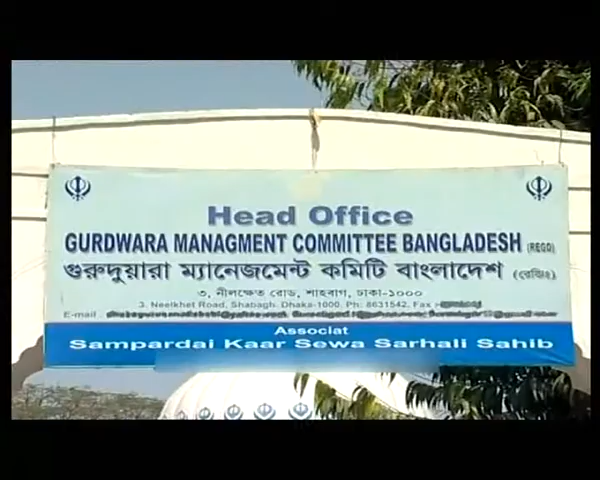 Head Office
GURDWARA MANAGMENT COMMITTEE BANGLADESH (REGD)
গুরুদুয়ারা ম্যানেজমেন্ট কমিটি বাংলাদেশ (রেজিঃ)
৩, নীলক্ষেত রোড, শাহবাগ, ঢাকা-১০০০
3. Neelkhet Road, Shabagh, Dhaka-1000, Ph: 8631542, Fax :
E-mail :
Associat
Sampardai Kaar Sewa Sarhali Sahib